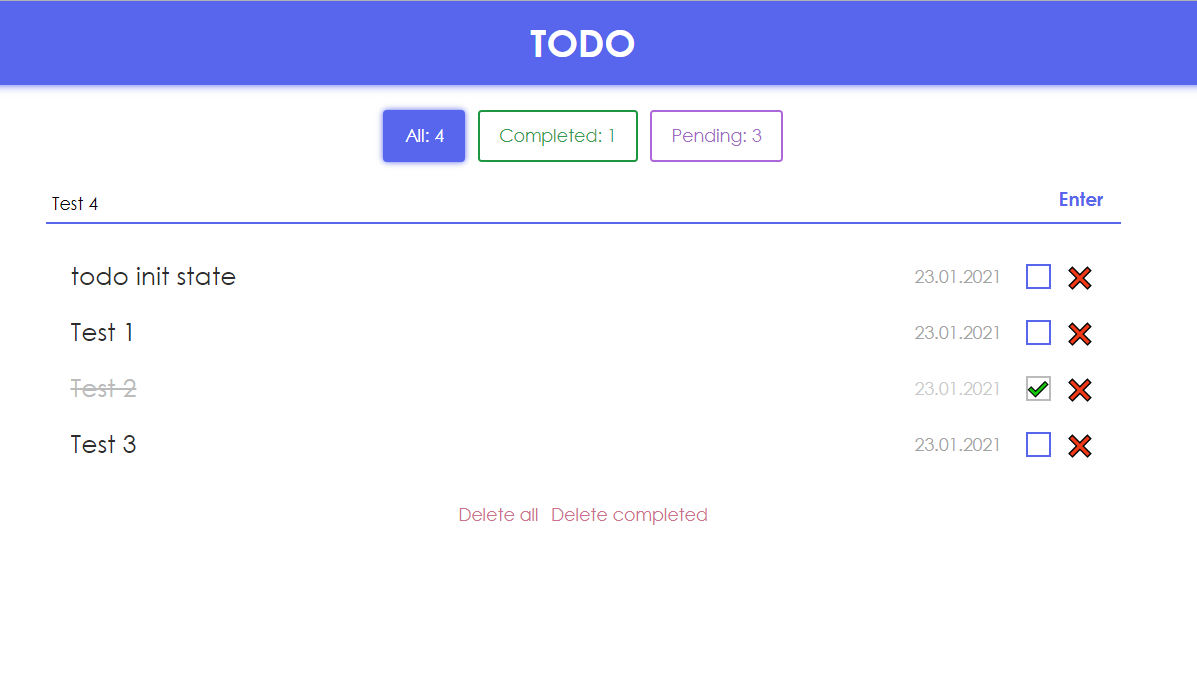 TODO
All: 4 Completed: 1 Pending: 3
Test 4 Enter
todo init state 23.01.2021
Test 1 23.01.2021
Test 2 23.01.2021
Test 3 23.01.2021
Delete all Delete completed